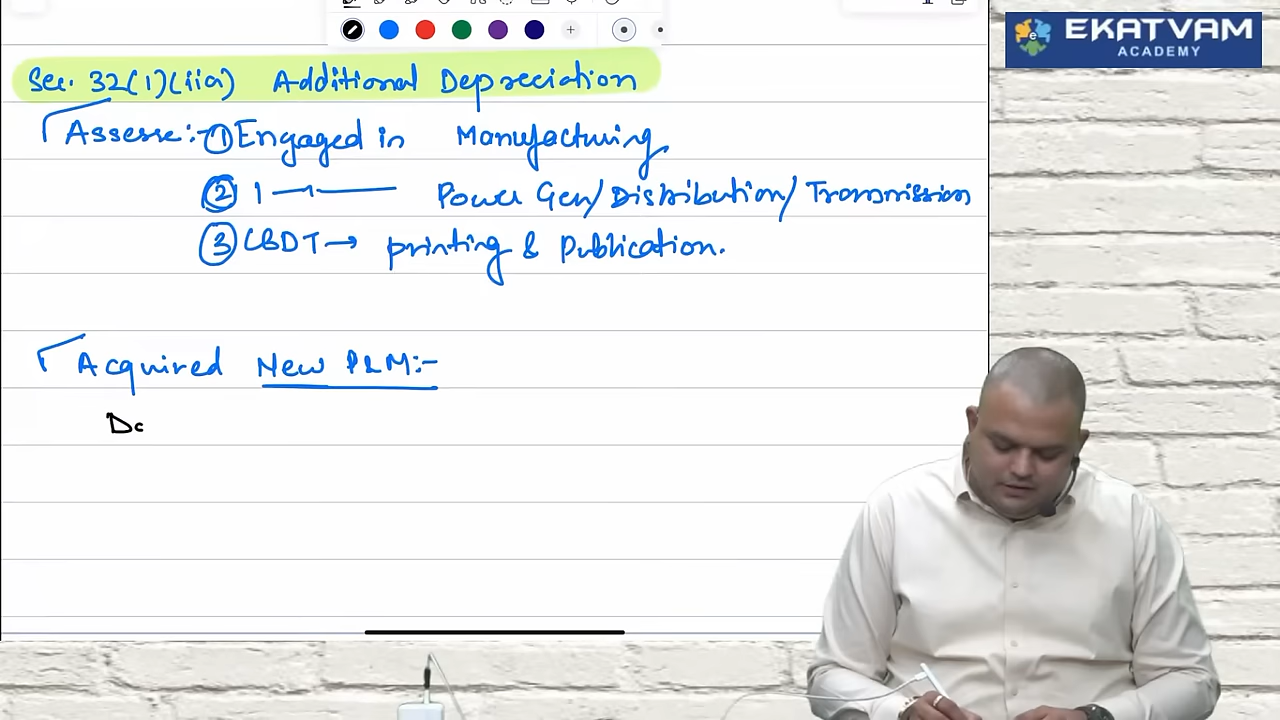 EKATVAM
ACADEMY
Sec. 32(1)(iia) Additional Depreciation
Assesse:- ① Engaged in Manufacturing
② Power Gen/Distribution/Transmission
③ CBDT → printing & Publication.
Acquired New P&M:-